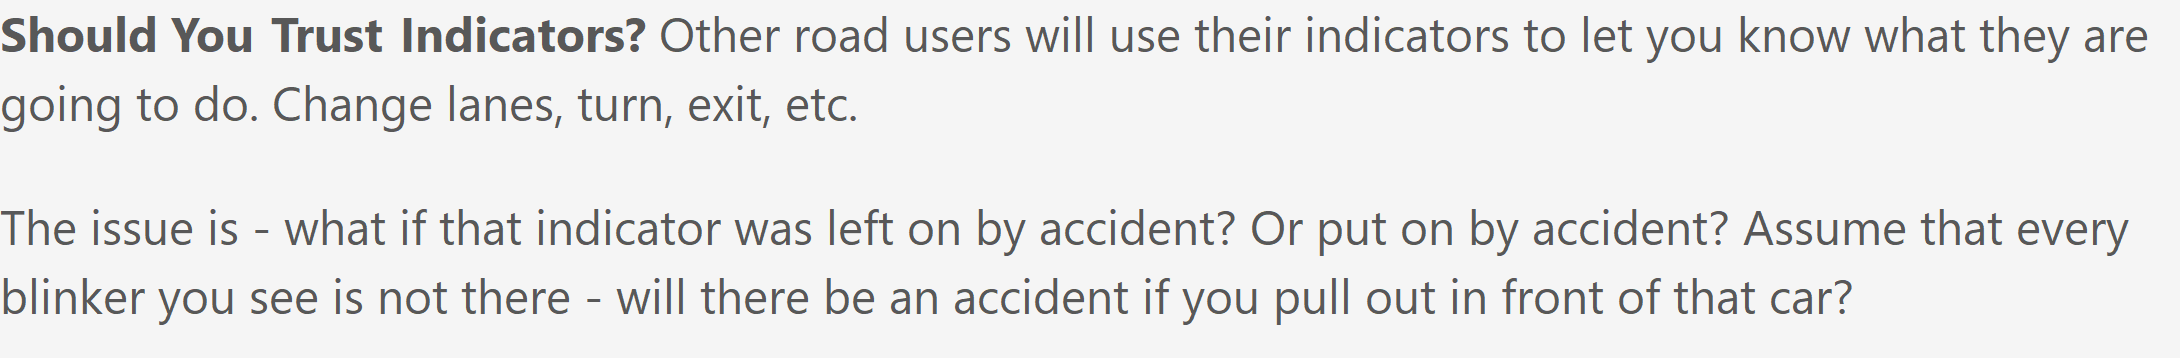 Should You Trust Indicators? Other road users will use their indicators to let you know what they are
going to do. Change lanes, turn, exit, etc.
The issue is - what if that indicator was left on by accident? Or put on by accident? Assume that every
blinker you see is not there - will there be an accident if you pull out in front of that car?